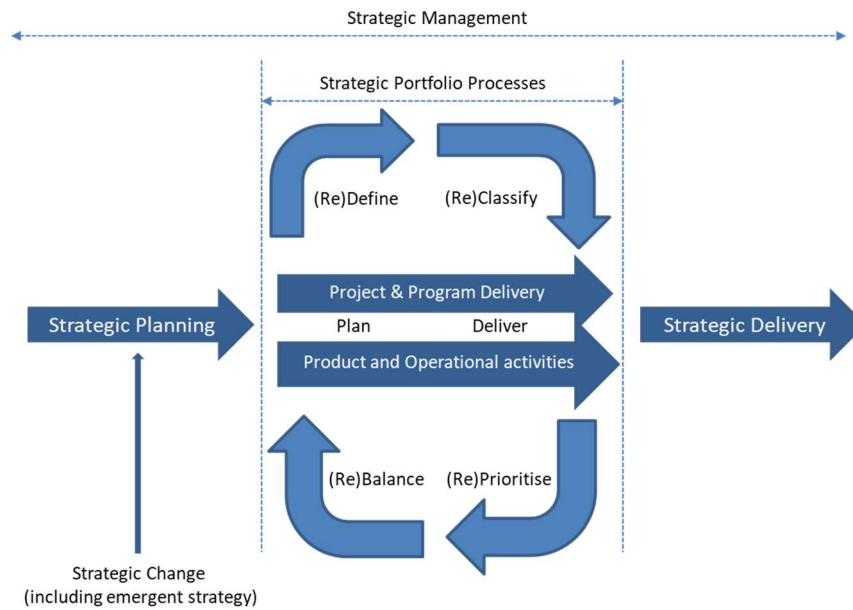 Strategic Management
Strategic Portfolio Processes
(Re)Define
(Re)Classify
Project & Program Delivery
Strategic Planning
Plan
Deliver
Strategic Delivery
Product and Operational activities
(Re)Balance
(Re)Prioritise
Strategic Change
(including emergent strategy)